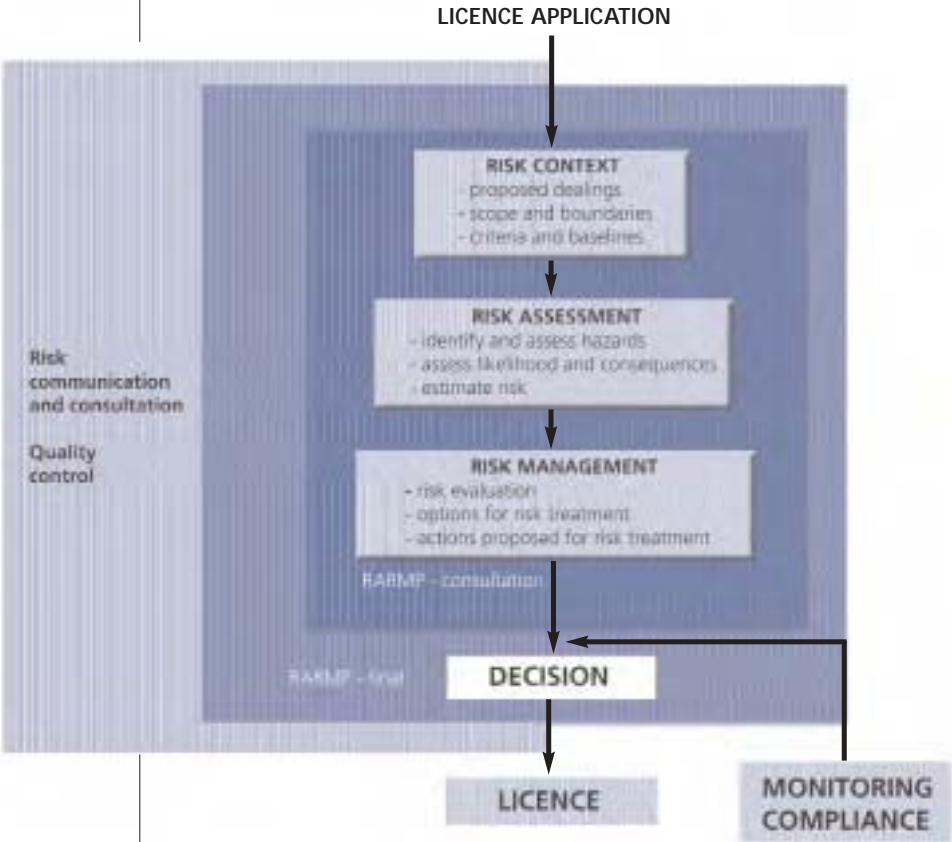 LICENCE APPLICATION
RISK CONTEXT
- proposed dealings
- scope and boundaries
- criteria and baselines
RISK ASSESSMENT
- identify and assess hazards
- assess likelihood and consequences
- estimate risk
Risk
communication
and consultation
Quality
control
RISK MANAGEMENT
- risk evaluation
- options for risk treatment
- actions proposed for risk treatment
RARMP - consultation
RARMP - final
DECISION
LICENCE
MONITORING
COMPLIANCE